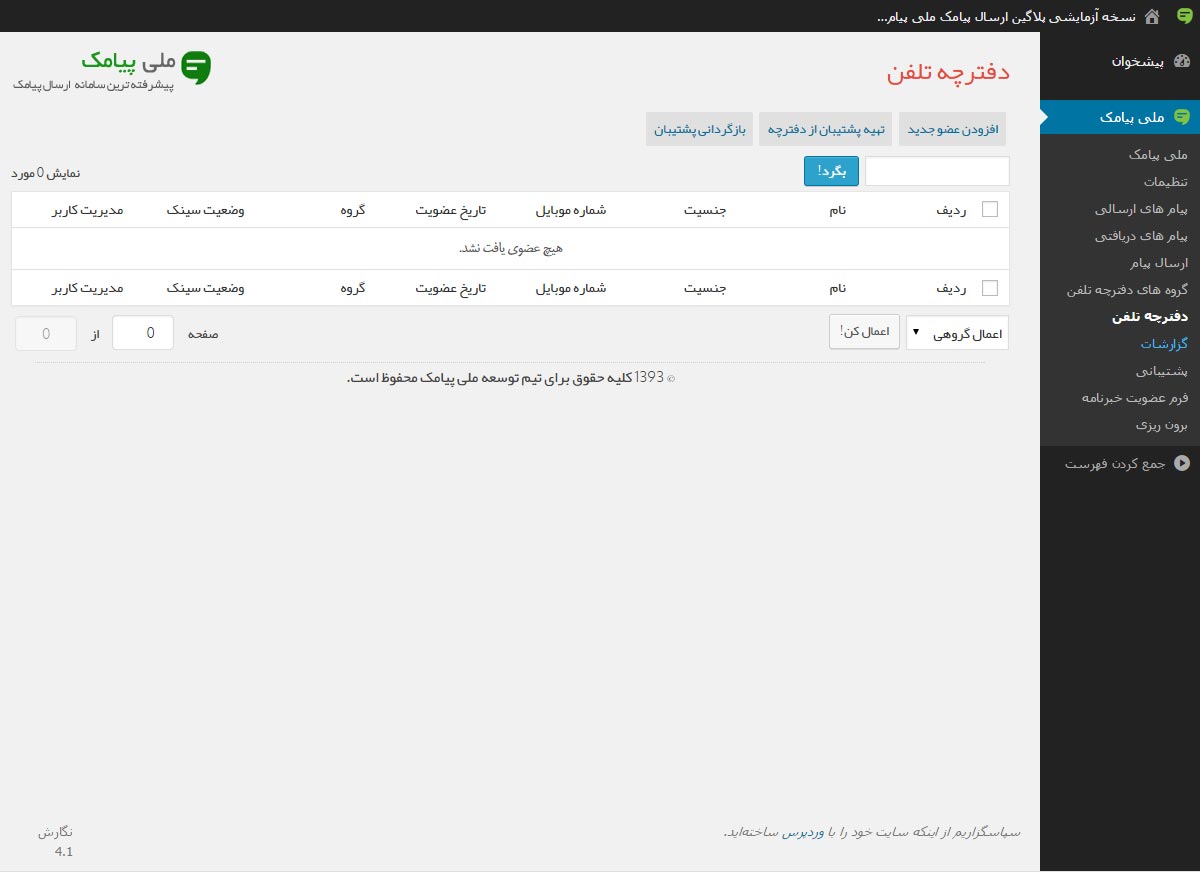 نسخه آزمایشی پلاگین ارسال پیامک ملی پیام...
پیشخوان
ملی پیامک
ملی پیامک
تنظیمات
پیام های ارسالی
پیام های دریافتی
ارسال پیام
گروه های دفترچه تلفن
دفترچه تلفن
گزارشات
پشتیبانی
فرم عضویت خبرنامه
برون ریزی
جمع کردن فهرست
ملی پیامک
پیشرفته‌ترین سامانه ارسال پیامک
دفترچه تلفن
افزودن عضو جدید تهیه پشتیبان از دفترچه بازگردانی پشتیبان
بگرد! نمایش 0 مورد
ردیف نام جنسیت شماره موبایل تاریخ عضویت گروه وضعیت سینک مدیریت کاربر
هیچ عضوی یافت نشد.
ردیف نام جنسیت شماره موبایل تاریخ عضویت گروه وضعیت سینک مدیریت کاربر
اعمال گروهی اعمال کن! صفحه 0 از 0
© 1393 کلیه حقوق برای تیم توسعه ملی پیامک محفوظ است.
سپاسگزاریم از اینکه سایت خود را با وردپرس ساخته‌اید.
نگارش
4.1